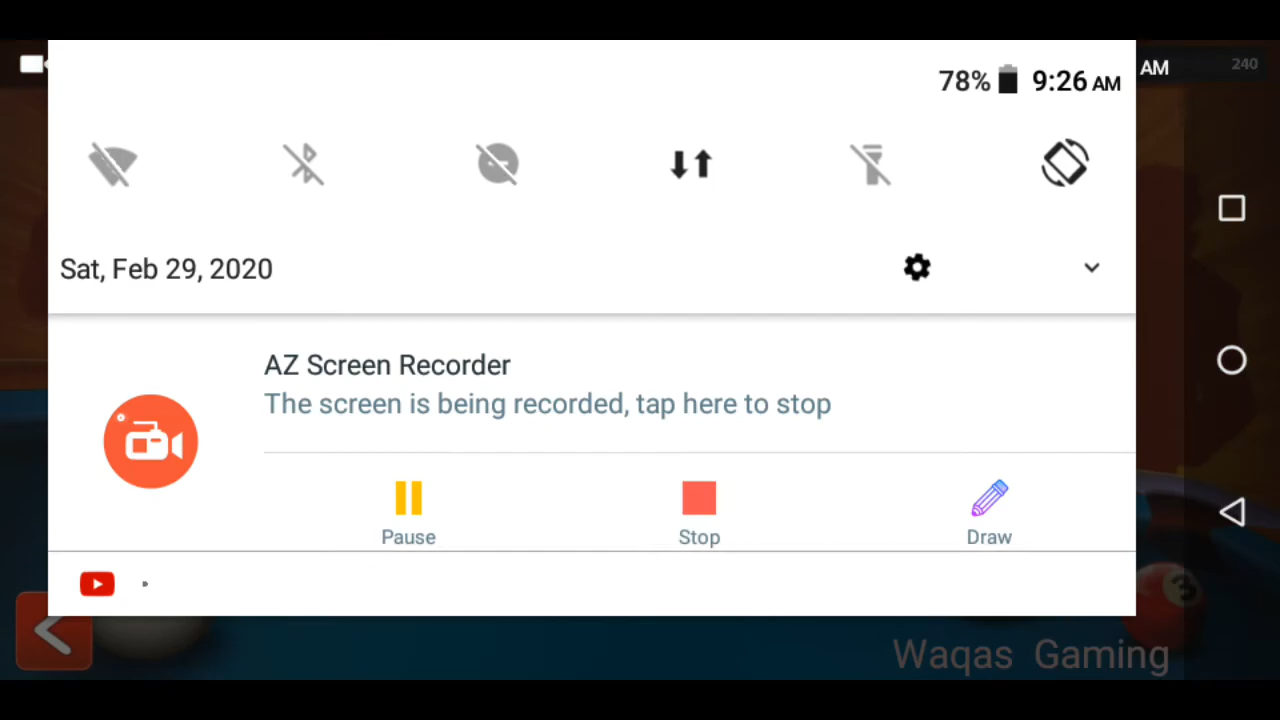 AM 240
78% 9:26 AM
Sat, Feb 29, 2020
AZ Screen Recorder
The screen is being recorded, tap here to stop
Pause Stop Draw
3
Waqas Gaming